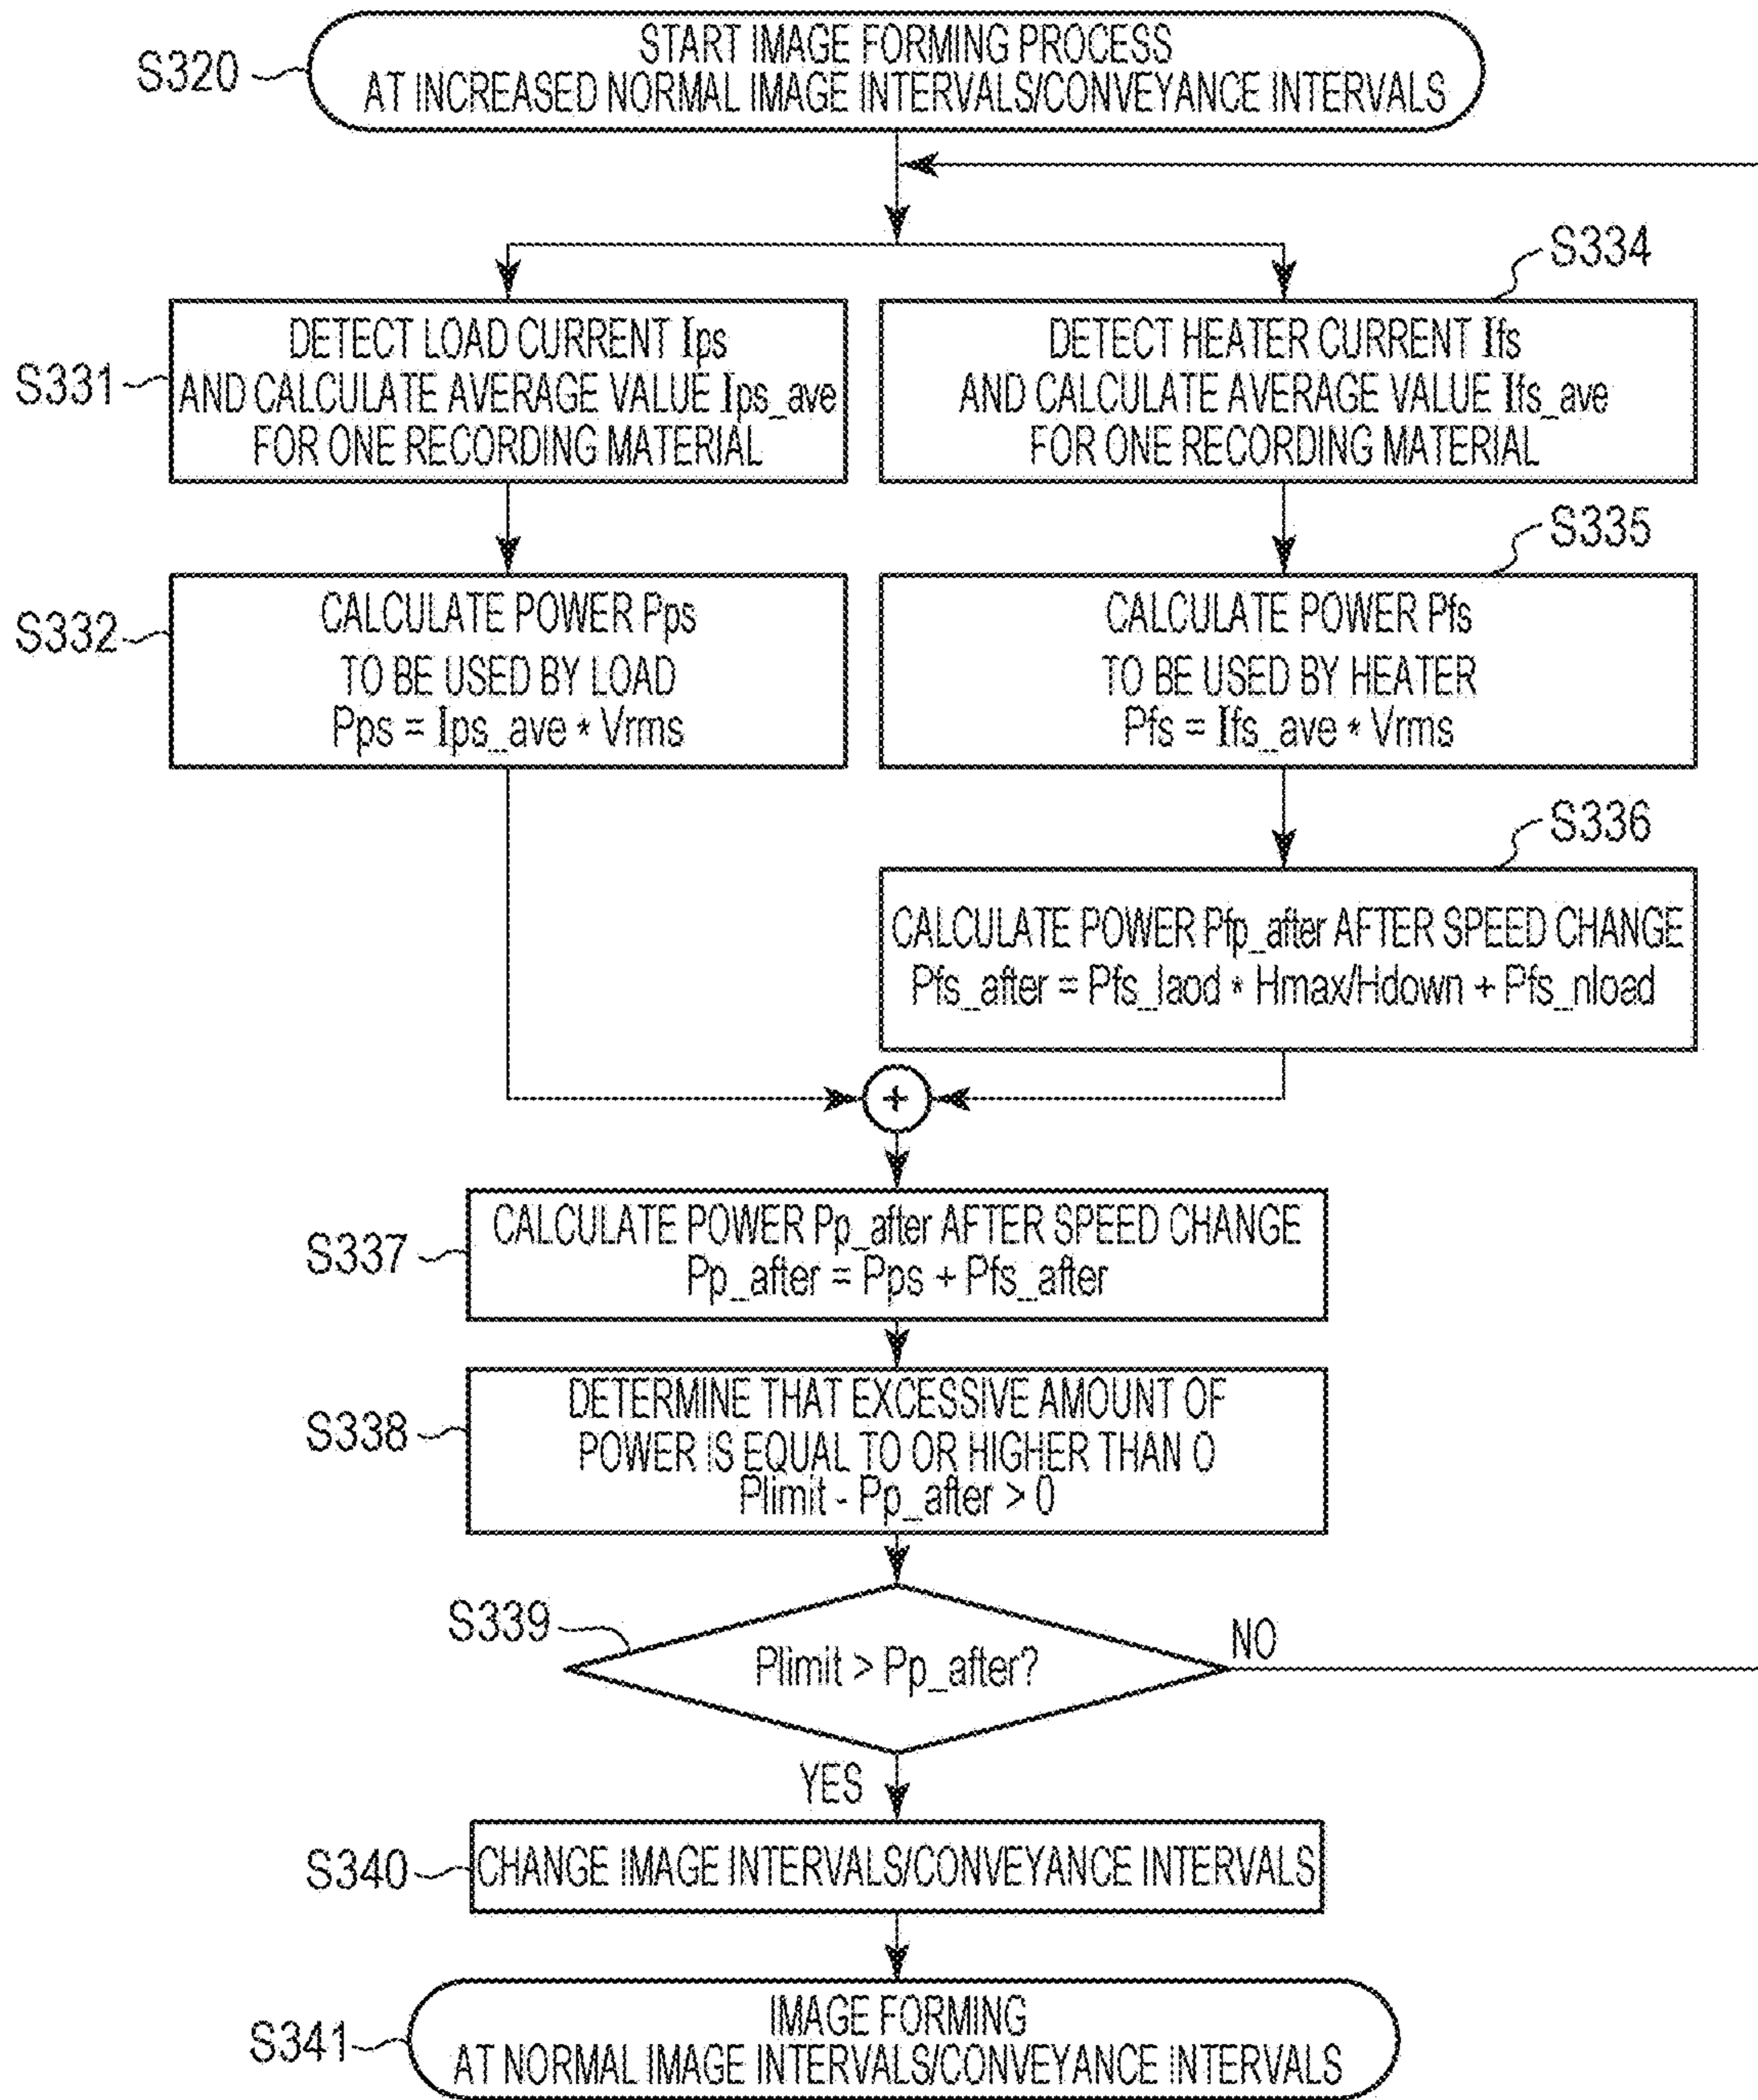 S320
START IMAGE FORMING PROCESS
AT INCREASED NORMAL IMAGE INTERVALS/CONVEYANCE INTERVALS
S331
DETECT LOAD CURRENT Ips
AND CALCULATE AVERAGE VALUE Ips_ave
FOR ONE RECORDING MATERIAL
S334
DETECT HEATER CURRENT Ifs
AND CALCULATE AVERAGE VALUE Ifs_ave
FOR ONE RECORDING MATERIAL
S332
CALCULATE POWER Pps
TO BE USED BY LOAD
Pps = Ips_ave * Vrms
S335
CALCULATE POWER Pfs
TO BE USED BY HEATER
Pfs = Ifs_ave * Vrms
S336
CALCULATE POWER Pfp_after AFTER SPEED CHANGE
Pfs_after = Pfs_laod * Hmax/Hdown + Pfs_nload
+
S337
CALCULATE POWER Pp_after AFTER SPEED CHANGE
Pp_after = Pps + Pfs_after
S338
DETERMINE THAT EXCESSIVE AMOUNT OF
POWER IS EQUAL TO OR HIGHER THAN 0
Plimit - Pp_after > 0
S339
Plimit > Pp_after?
NO
YES
S340
CHANGE IMAGE INTERVALS/CONVEYANCE INTERVALS
S341
IMAGE FORMING
AT NORMAL IMAGE INTERVALS/CONVEYANCE INTERVALS